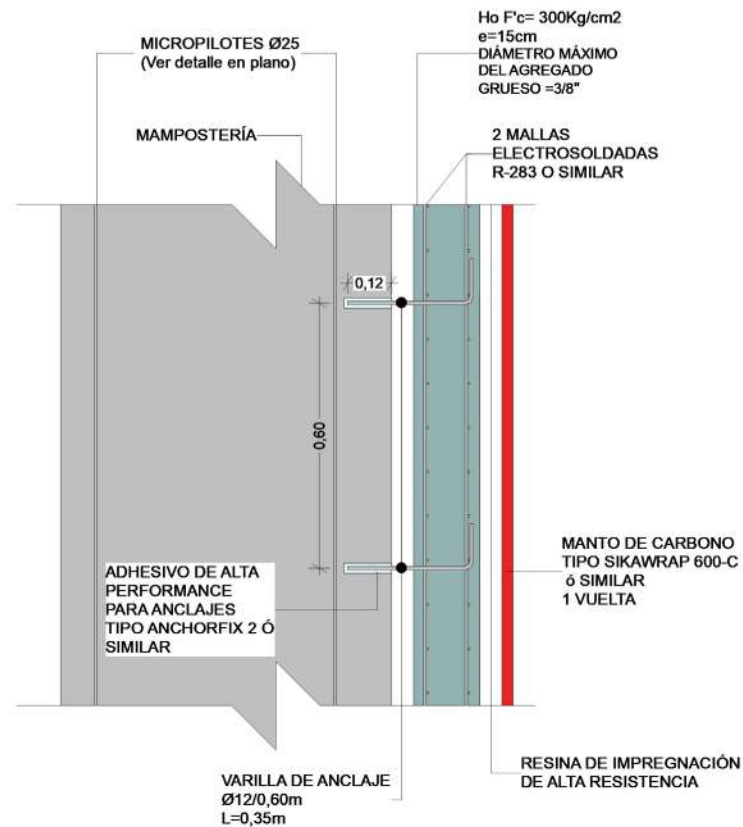 Ho F'c= 300Kg/cm2
e=15cm
DIÁMETRO MÁXIMO
DEL AGREGADO
GRUESO =3/8"
MICROPILOTES Ø25
(Ver detalle en plano)
MAMPOSTERÍA
2 MALLAS
ELECTROSOLDADAS
R-283 O SIMILAR
0,12
0,60
MANTO DE CARBONO
TIPO SIKAWRAP 600-C
ó SIMILAR
1 VUELTA
ADHESIVO DE ALTA
PERFORMANCE
PARA ANCLAJES
TIPO ANCHORFIX 2 Ó
SIMILAR
RESINA DE IMPREGNACIÓN
DE ALTA RESISTENCIA
VARILLA DE ANCLAJE
Ø12/0,60m
L=0,35m